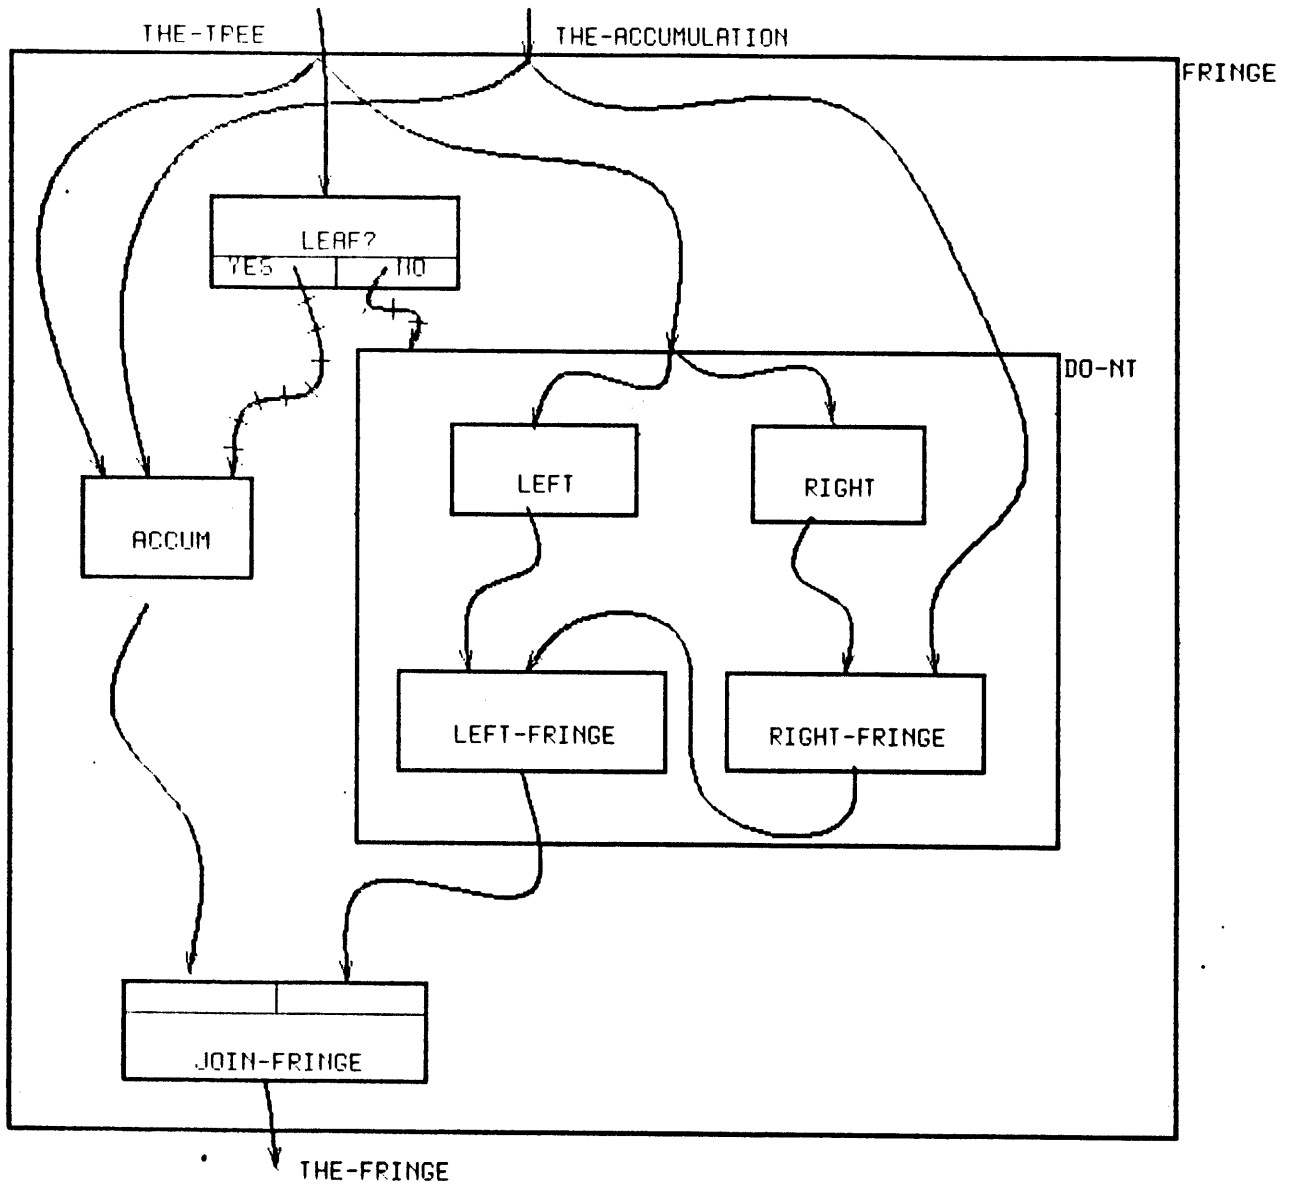 THE-TREE
THE-ACCUMULATION
FRINGE
LEAF?
YES
NO
DO-NT
LEFT
RIGHT
ACCUM
LEFT-FRINGE
RIGHT-FRINGE
JOIN-FRINGE
THE-FRINGE